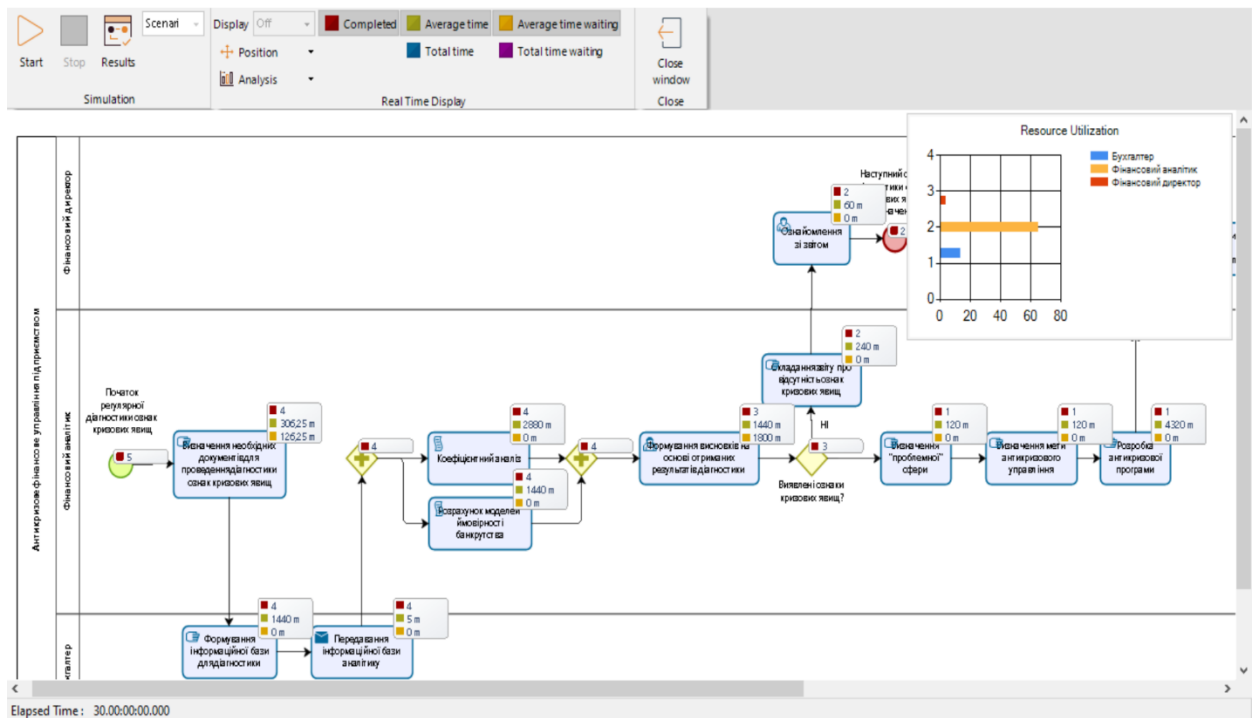 Start
Stop
Results
Scenari
Simulation
Display Off
Position
Analysis
Completed
Average time
Average time waiting
Total time
Total time waiting
Real Time Display
Close
window
Close
Resource Utilization
4
3
2
1
0
0 20 40 60 80
Бухгалтер
Фінансовий аналітик
Фінансовий директор
Антикризове фінансове управління підприємством
Фінансовий директор
Наступний
2
60 m
0 m
Ознайомлення
зі звітом
2
Фінансовий аналітик
Початок
регулярної
діагностики ознак
кризових явищ
5
4
306,25 m
126,25 m
Визначення необхідних
документів для
проведення діагностики
ознак кризових явищ
4
4
2880 m
0 m
Коефіцієнтний аналіз
4
1440 m
0 m
Розрахунок моделей
ймовірності
банкрутства
4
3
1440 m
1800 m
Формування висновків на
основі отриманих
результатів діагностики
2
240 m
0 m
Складання звіту про
відсутність ознак
кризових явищ
НІ
3
Виявлені ознаки
кризових явищ?
1
120 m
0 m
Визначення
"проблемної"
сфери
1
120 m
0 m
Визначення мети
антикризового
управління
1
4320 m
0 m
Розробка
антикризової
програми
4
1440 m
0 m
Формування
інформаційної бази
для діагностики
4
5 m
0 m
Передавання
інформаційної бази
аналітику
Elapsed Time : 30.00:00:00.000